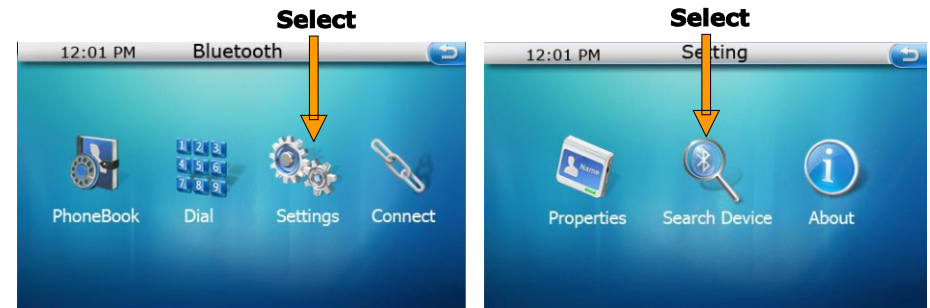 Select
12:01 PM Bluetooth
1 2 3
4 5 6
7 8 9
PhoneBook Dial Settings Connect
Select
12:01 PM Setting
Name
Properties Search Device About